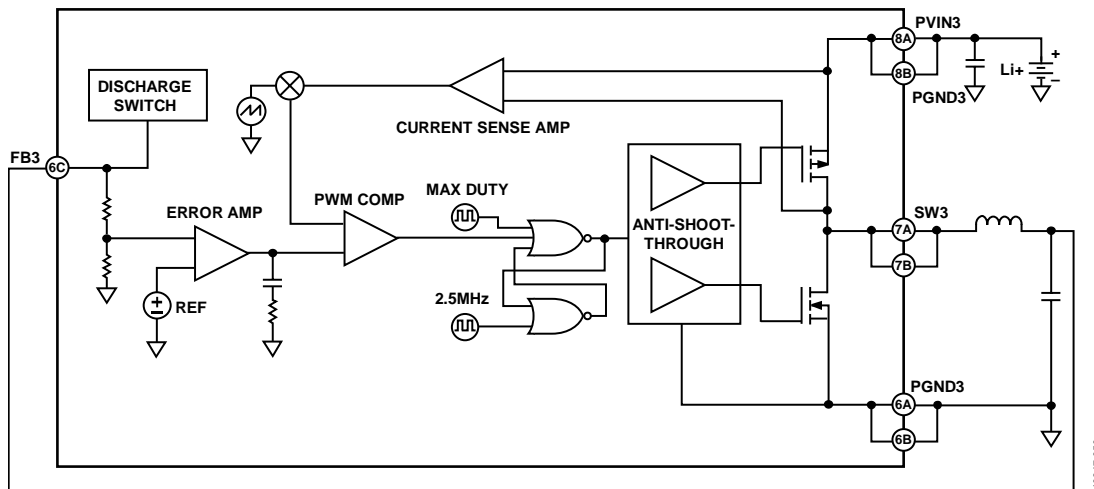 PVIN3
8A
8B
Li+
+
–
PGND3
DISCHARGE
SWITCH
CURRENT SENSE AMP
FB3
6C
ERROR AMP
PWM COMP
MAX DUTY
ANTI-SHOOT-
THROUGH
SW3
7A
7B
REF
2.5MHz
PGND3
6A
6B